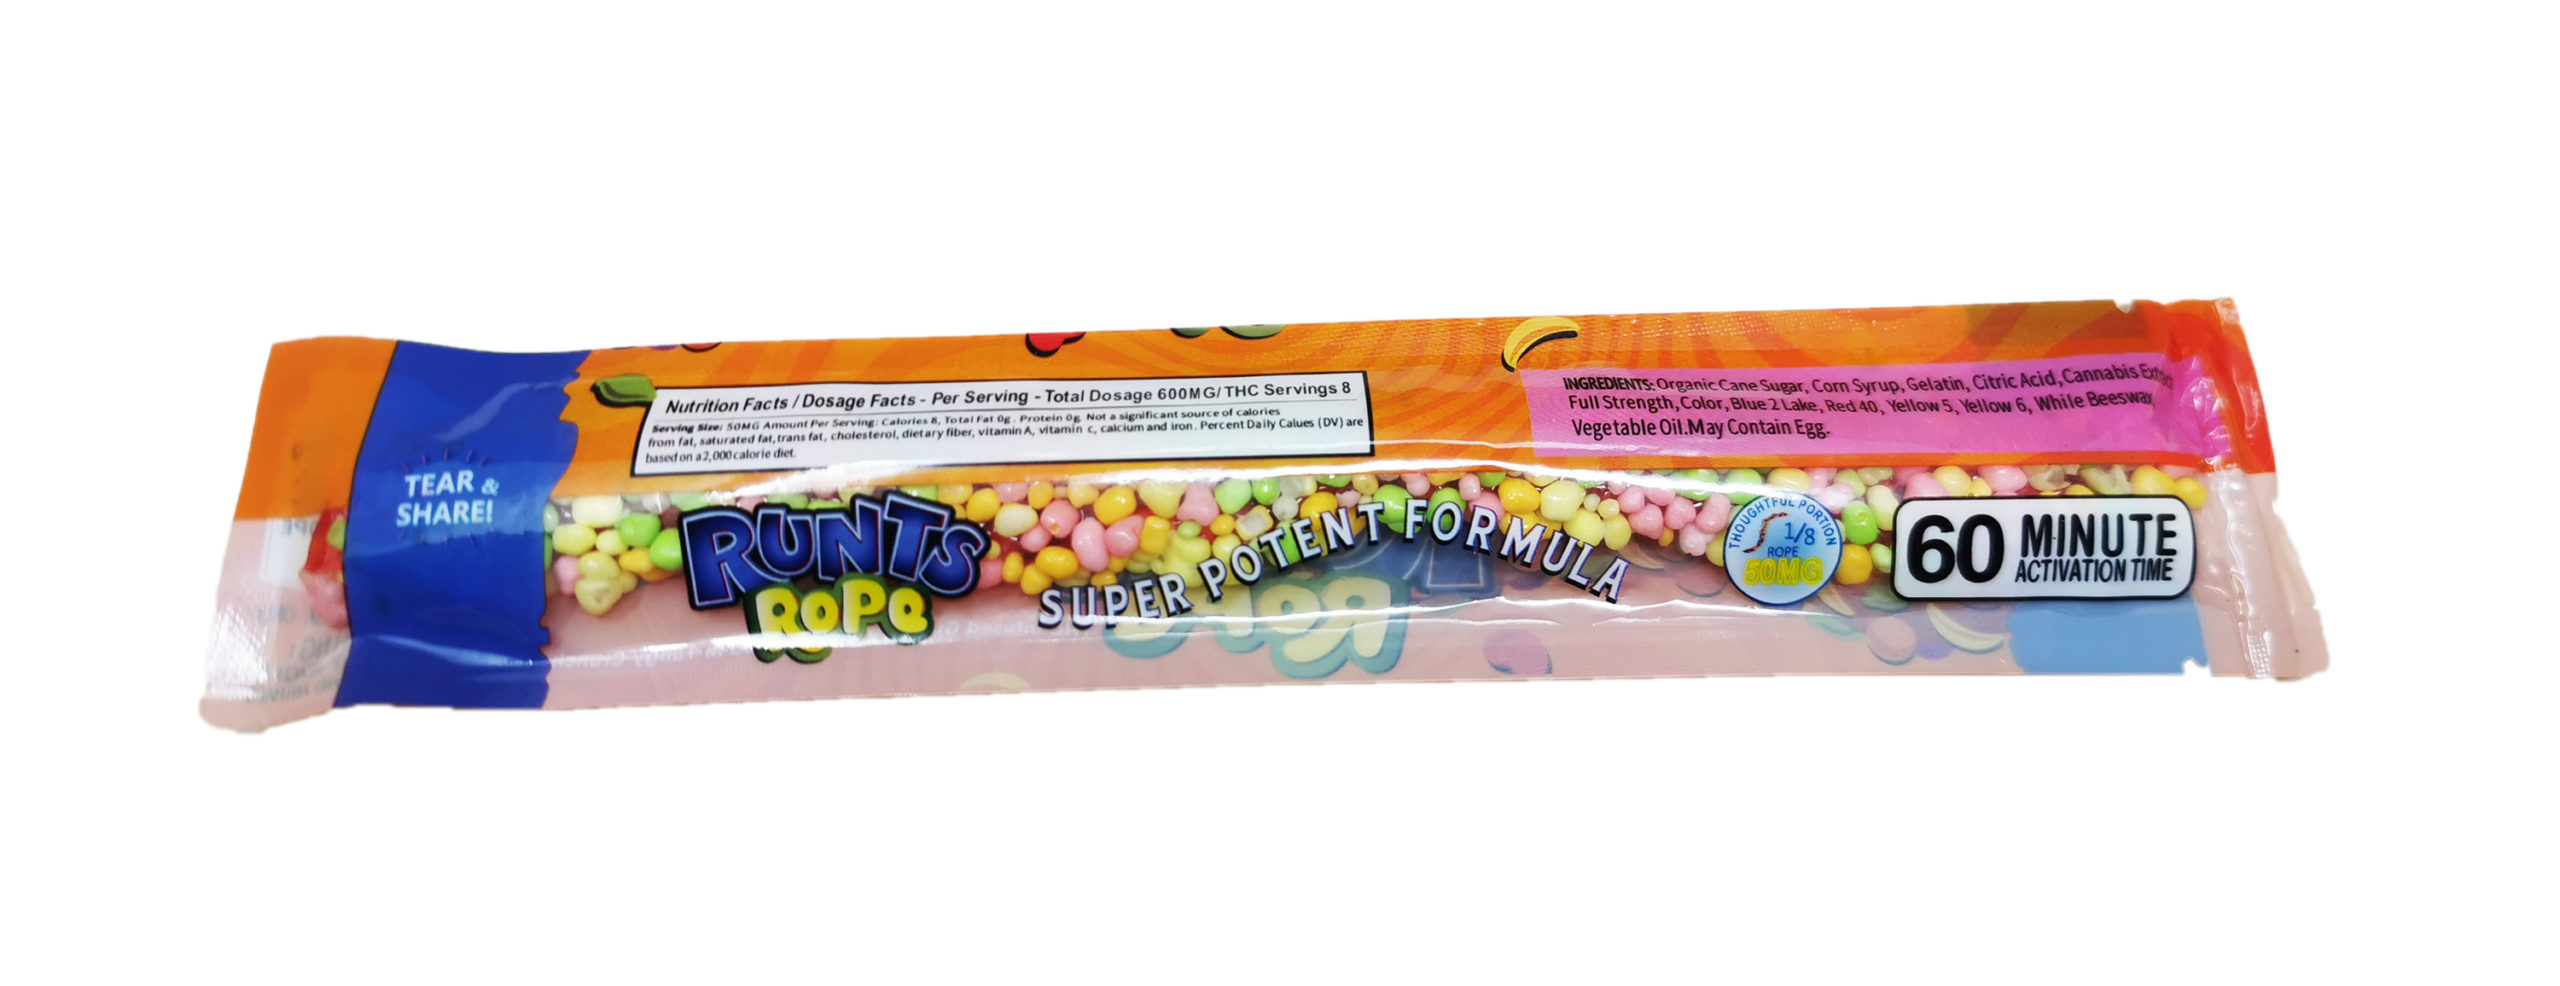 TEAR &
SHARE!
Nutrition Facts / Dosage Facts - Per Serving - Total Dosage 600MG/ THC Servings 8
Serving Size: 50MG Amount Per Serving: Calories 8, Total Fat 0g . Protein 0g. Not a significant source of calories
from fat, saturated fat, trans fat, cholesterol, dietary fiber, vitamin A, vitamin c, calcium and iron. Percent Daily Calues (DV) are
based on a 2,000 calorie diet.
INGREDIENTS: Organic Cane Sugar, Corn Syrup, Gelatin, Citric Acid, Cannabis Extract
Full Strength, Color, Blue 2 Lake, Red 40, Yellow 5, Yellow 6, While Beeswax
Vegetable Oil.May Contain Egg.
RUNTS
ROPE
SUPER POTENT FORMULA
THOUGHTFUL PORTION
1/8
ROPE
50MG
60 MINUTE
ACTIVATION TIME